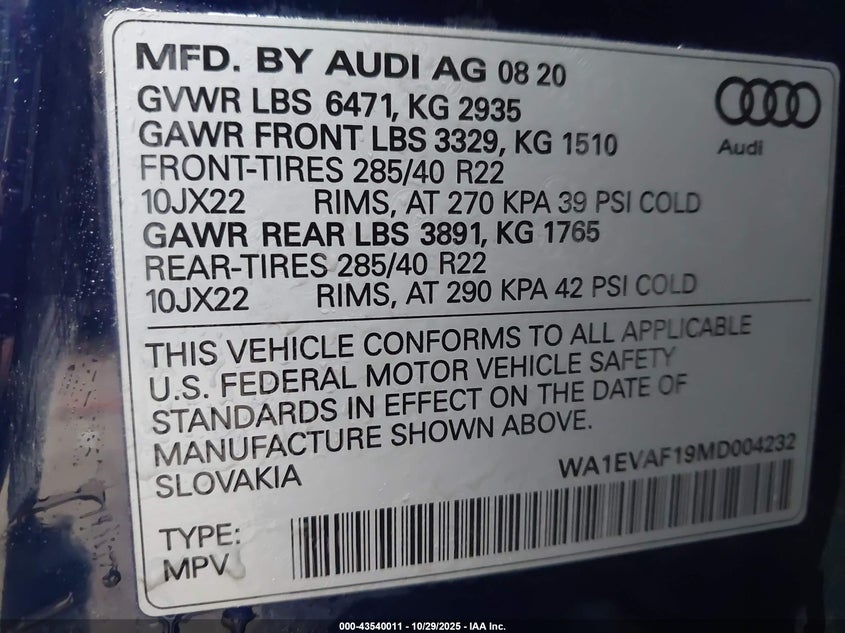 MFD. BY AUDI AG 08 20
GVWR LBS 6471, KG 2935
GAWR FRONT LBS 3329, KG 1510
FRONT-TIRES 285/40 R22
10JX22 RIMS, AT 270 KPA 39 PSI COLD
GAWR REAR LBS 3891, KG 1765
REAR-TIRES 285/40 R22
10JX22 RIMS, AT 290 KPA 42 PSI COLD
Audi
THIS VEHICLE CONFORMS TO ALL APPLICABLE
U.S. FEDERAL MOTOR VEHICLE SAFETY
STANDARDS IN EFFECT ON THE DATE OF
MANUFACTURE SHOWN ABOVE.
SLOVAKIA
WA1EVAF19MD004232
TYPE:
MPV
000-43540011 - 10/29/2025 - IAA Inc.